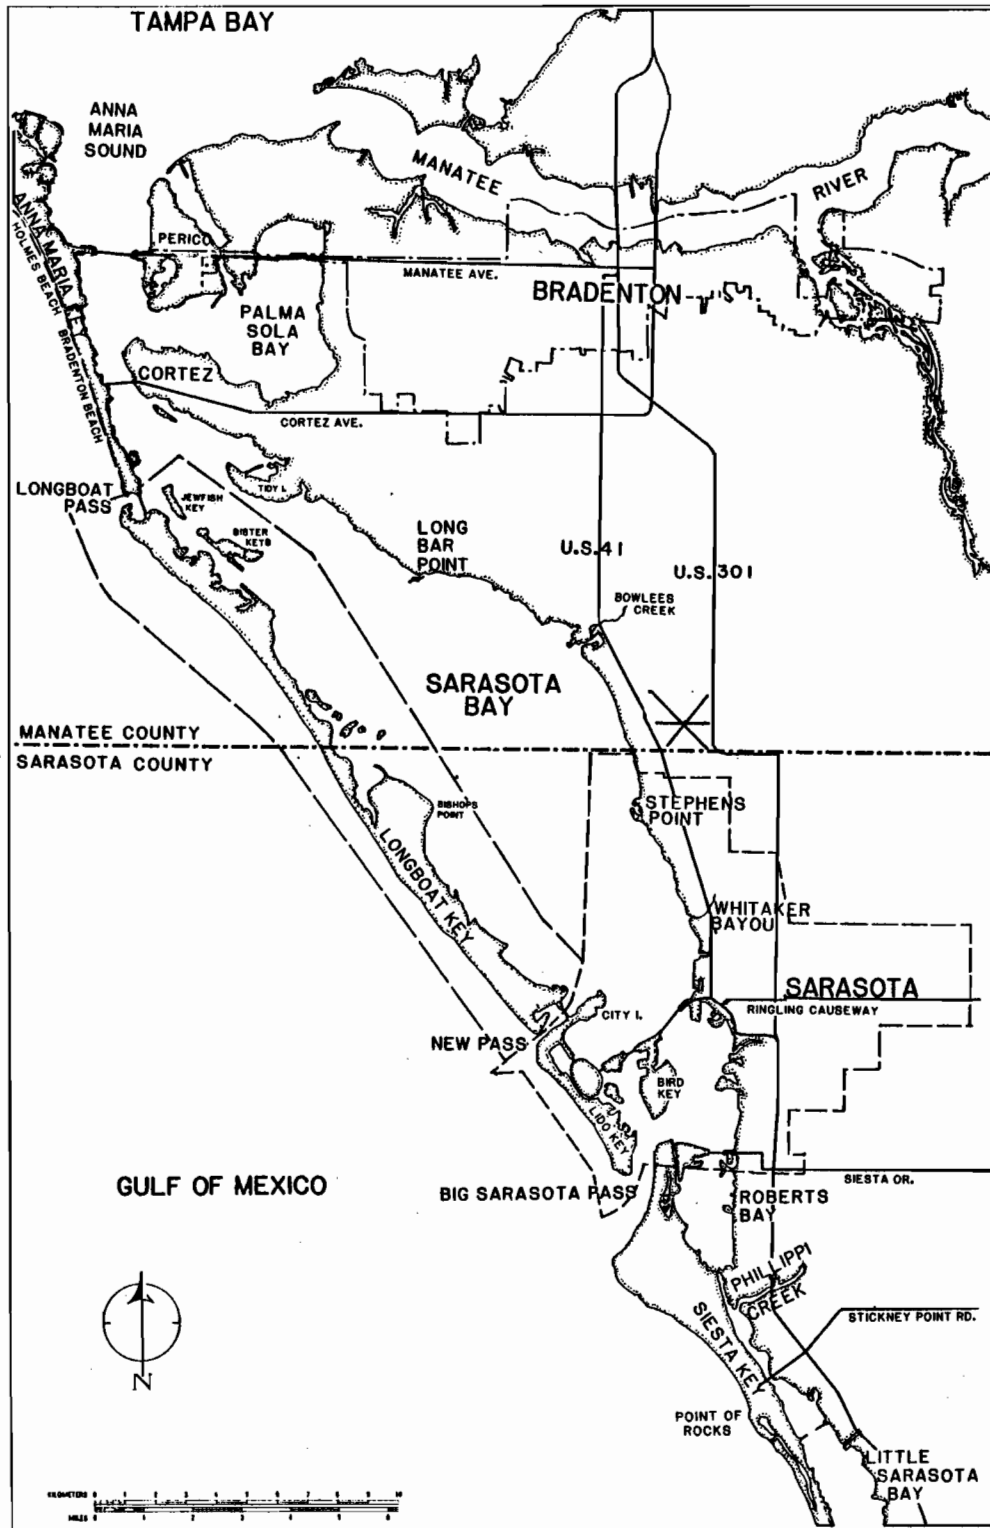 TAMPA BAY
ANNA
MARIA
SOUND
MANATEE
RIVER
ANNA MARIA KEY
HOLMES BEACH
BRADENTON BEACH
PERICO
I.
MANATEE AVE.
BRADENTON
PALMA
SOLA
BAY
CORTEZ
CORTEZ AVE.
LONGBOAT
PASS
JEWFISH
KEY
TIDY I.
SISTER
KEYS
LONG
BAR
POINT
U.S.41
U.S.301
BOWLEES
CREEK
SARASOTA
BAY
MANATEE COUNTY
SARASOTA COUNTY
STEPHENS
POINT
BISHOPS
POINT
LONGBOAT KEY
WHITAKER
BAYOU
SARASOTA
RINGLING CAUSEWAY
CITY I.
NEW PASS
BIRD
KEY
LIDO KEY
GULF OF MEXICO
BIG SARASOTA PASS
SIESTA DR.
ROBERTS
BAY
PHILLIPPI
CREEK
STICKNEY POINT RD.
SIESTA KEY
POINT OF
ROCKS
LITTLE
SARASOTA
BAY
N
KILOMETERS
MILES